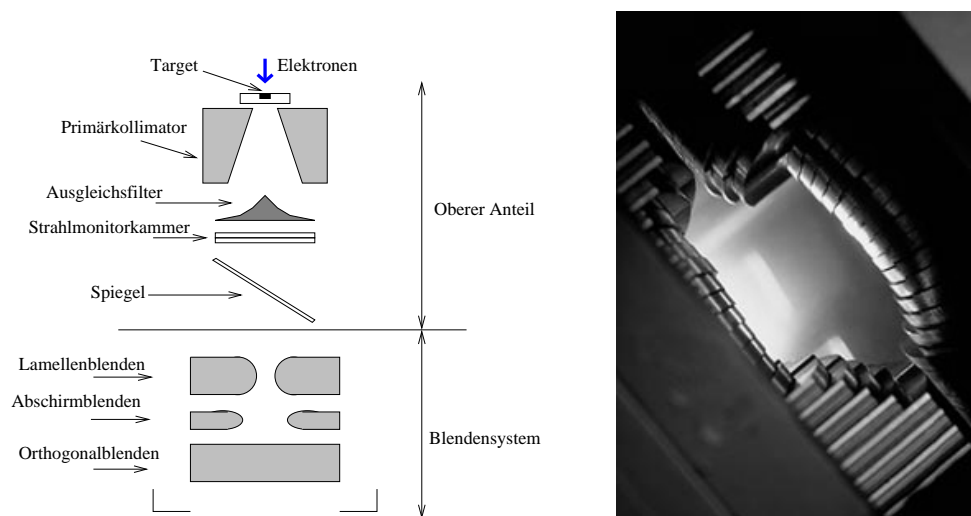 Target
Elektronen
Primärkollimator
Ausgleichsfilter
Oberer Anteil
Strahlmonitorkammer
Spiegel
Lamellenblenden
Abschirmblenden
Blendensystem
Orthogonalblenden